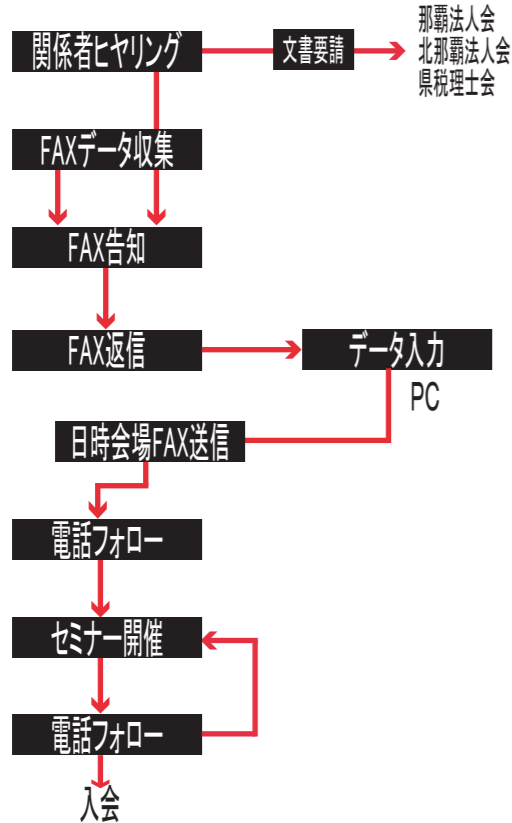 関係者ヒヤリング
文書要請
那覇法人会
北那覇法人会
県税理士会
FAXデータ収集
FAX告知
FAX返信
データ入力
PC
日時会場FAX送信
電話フォロー
セミナー開催
電話フォロー
入会